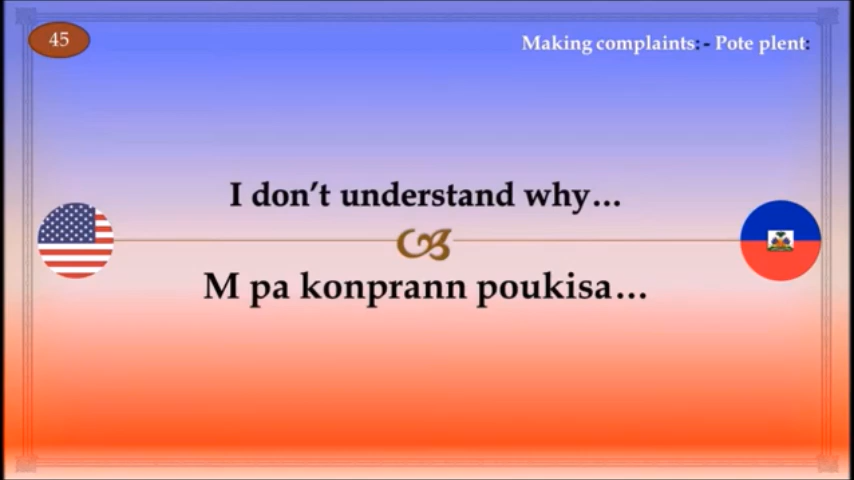 45
Making complaints: - Pote plent:
I don’t understand why…
M pa konprann poukisa…